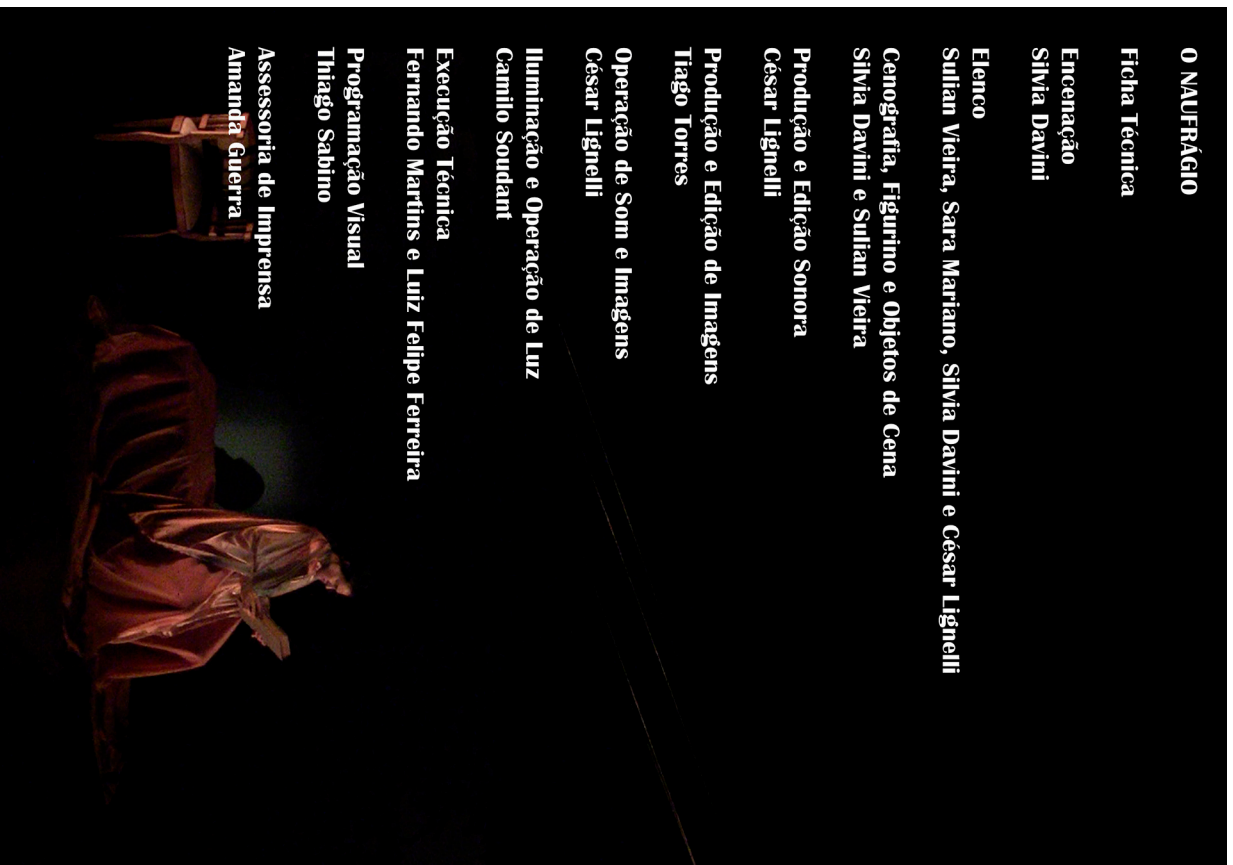 O NAUFRÁGIO
Ficha Técnica
Encenação
Silvia Davini
Elenco
Sulian Vieira, Sara Mariano, Silvia Davini e César Lignelli
Cenografia, Figurino e Objetos de Cena
Silvia Davini e Sulian Vieira
Produção e Edição Sonora
César Lignelli
Produção e Edição de Imagens
Tiago Torres
Operação de Som e Imagens
César Lignelli
Iluminação e Operação de Luz
Camilo Soudant
Execução Técnica
Fernando Martins e Luiz Felipe Ferreira
Programação Visual
Thiago Sabino
Assessoria de Imprensa
Amanda Guerra